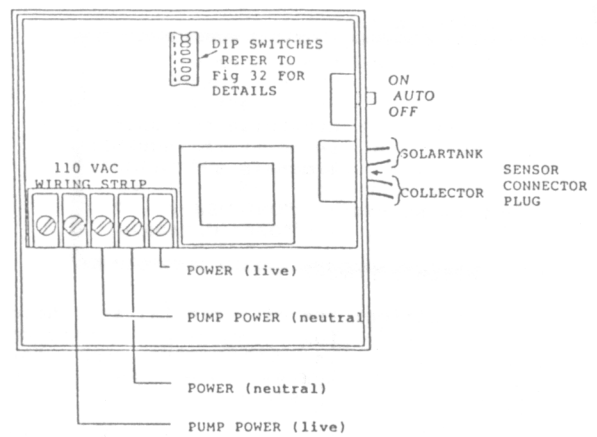 DIP SWITCHES
REFER TO
Fig 32 FOR
DETAILS
ON
AUTO
OFF
110 VAC
WIRING STRIP
SOLARTANK
SENSOR
CONNECTOR
PLUG
COLLECTOR
POWER (live)
PUMP POWER (neutral
POWER (neutral)
PUMP POWER (live)